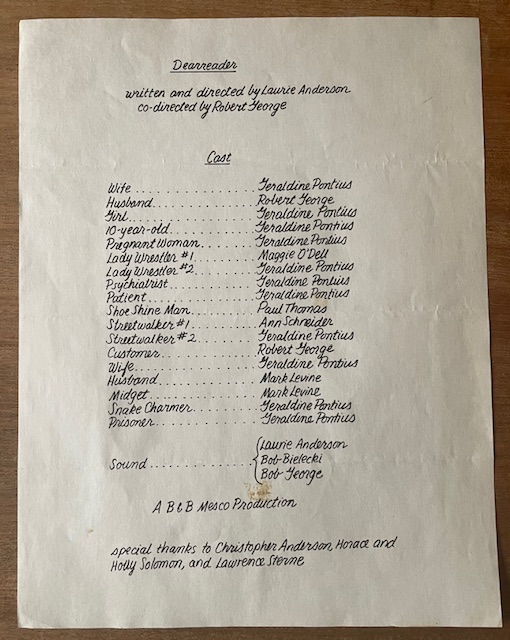 Dearreader
written and directed by Laurie Anderson
co-directed by Robert George
Cast
Wife . . . . . . . . . . . . . . . Geraldine Pontius
Husband . . . . . . . . . . . . Robert George
Girl . . . . . . . . . . . . . . . . Geraldine Pontius
10-year-old . . . . . . . . . . Geraldine Pontius
Pregnant Woman . . . . . . Geraldine Pontius
Lady Wrestler #1 . . . . . . Maggie O'Dell
Lady Wrestler #2 . . . . . . Geraldine Pontius
Psychiatrist . . . . . . . . . . Geraldine Pontius
Patient . . . . . . . . . . . . . Geraldine Pontius
Shoe Shine Man . . . . . . . Paul Thomas
Streetwalker #1 . . . . . . . Ann Schneider
Streetwalker #2 . . . . . . . Geraldine Pontius
Customer . . . . . . . . . . . Robert George
Wife . . . . . . . . . . . . . . . Geraldine Pontius
Husband . . . . . . . . . . . . Mark Levine
Midget . . . . . . . . . . . . . Mark Levine
Snake Charmer . . . . . . . Geraldine Pontius
Prisoner . . . . . . . . . . . . Geraldine Pontius
Laurie Anderson
Sound . . . . . . . . . . . . . . { Bob Bielecki
Bob George
A B & B Mesco Production
special thanks to Christopher Anderson, Horace and
Holly Solomon, and Lawrence Sterne